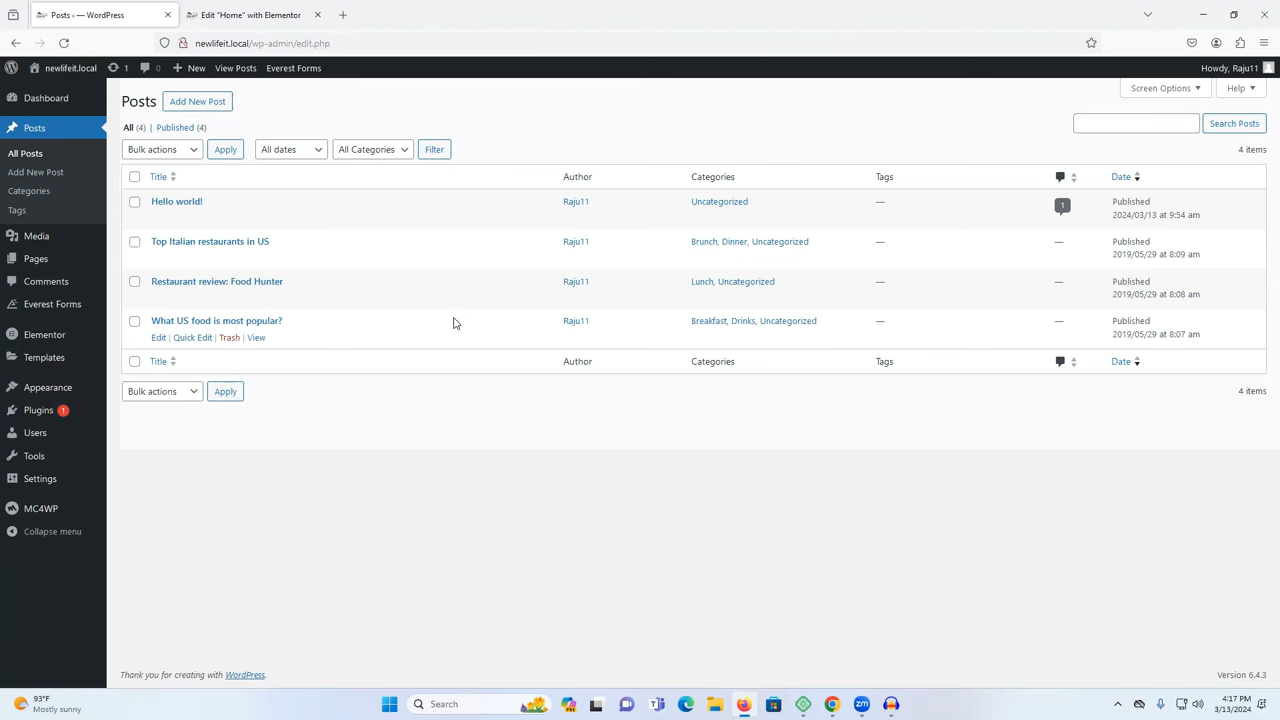 Posts ‹ — WordPress
Edit "Home" with Elementor
newlifeit.local/wp-admin/edit.php
newlifeit.local 1 0 New View Posts Everest Forms Howdy, Raju11
Dashboard
Posts
All Posts
Add New Post
Categories
Tags
Media
Pages
Comments
Everest Forms
Elementor
Templates
Appearance
Plugins 1
Users
Tools
Settings
MC4WP
Collapse menu
Screen Options Help
Posts Add New Post
All (4) | Published (4)
Search Posts
Bulk actions Apply All dates All Categories Filter 4 items
Title Author Categories Tags Date
Hello world! Raju11 Uncategorized — 1 Published
2024/03/13 at 9:54 am
Top Italian restaurants in US Raju11 Brunch, Dinner, Uncategorized — — Published
2019/05/29 at 8:09 am
Restaurant review: Food Hunter Raju11 Lunch, Uncategorized — — Published
2019/05/29 at 8:08 am
What US food is most popular? Raju11 Breakfast, Drinks, Uncategorized — — Published
Edit | Quick Edit | Trash | View 2019/05/29 at 8:07 am
Title Author Categories Tags Date
Bulk actions Apply 4 items
Thank you for creating with WordPress. Version 6.4.3
93°F
Mostly sunny
Search
4:17 PM
3/13/2024